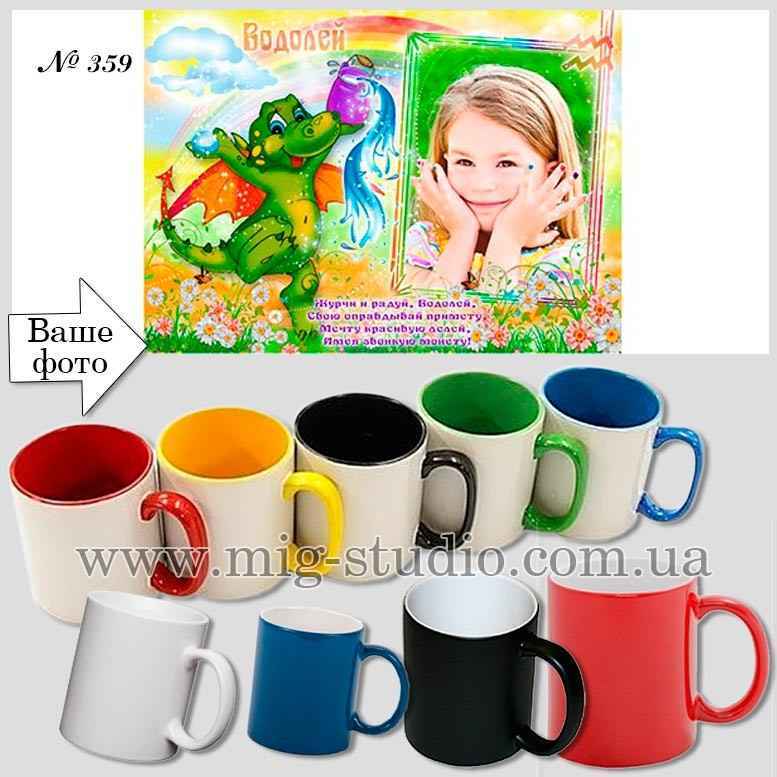 № 359
Водолей
Журчи и радуй, Водолей,
Свою оправдывай примету,
Мечту красивую лелей,
Имея звонкую монету!
Ваше
фото
www.mig-studio.com.ua